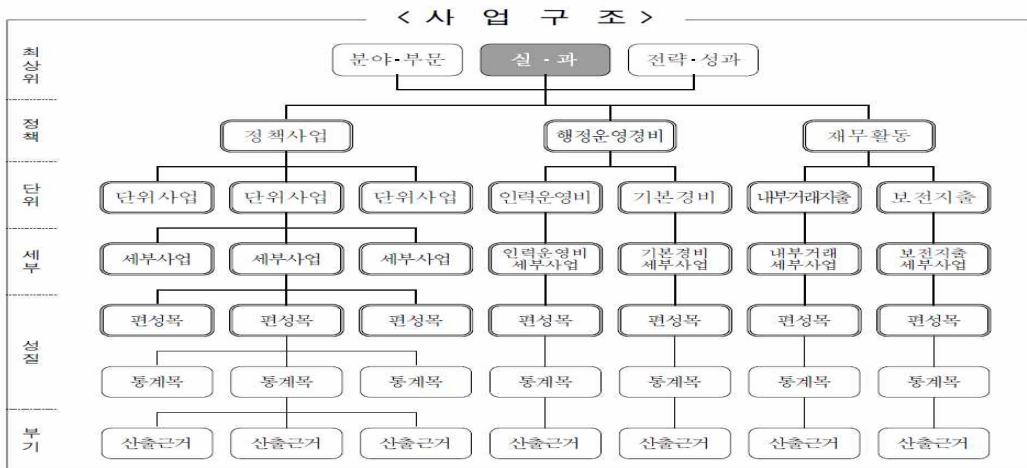 < 사 업 구 조 >
최상위
분야-부문 실 - 과 전략-성과
정책
정책사업 행정운영경비 재무활동
단위
단위사업 단위사업 단위사업 인력운영비 기본경비 내부거래지출 보전지출
세부
세부사업 세부사업 세부사업 인력운영비 세부사업 기본경비 세부사업 내부거래 세부사업 보전지출 세부사업
성질
편성목 편성목 편성목 편성목 편성목 편성목 편성목
통계목 통계목 통계목 통계목 통계목 통계목 통계목
부기
산출근거 산출근거 산출근거 산출근거 산출근거 산출근거 산출근거